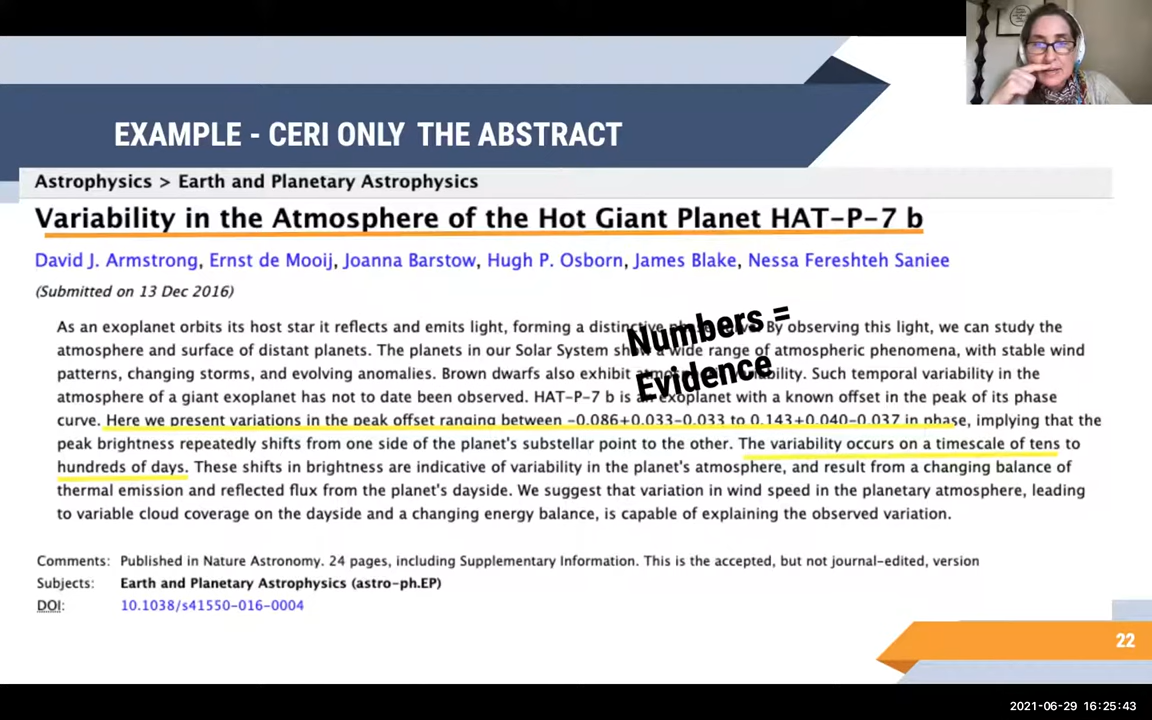 EXAMPLE - CERI ONLY THE ABSTRACT
Astrophysics > Earth and Planetary Astrophysics
Variability in the Atmosphere of the Hot Giant Planet HAT-P-7 b
David J. Armstrong, Ernst de Mooij, Joanna Barstow, Hugh P. Osborn, James Blake, Nessa Fereshteh Saniee
(Submitted on 13 Dec 2016)
Numbers =
Evidence
As an exoplanet orbits its host star it reflects and emits light, forming a distinctive By observing this light, we can study the
atmosphere and surface of distant planets. The planets in our Solar System show a wide range of atmospheric phenomena, with stable wind
patterns, changing storms, and evolving anomalies. Brown dwarfs also exhibit variability. Such temporal variability in the
atmosphere of a giant exoplanet has not to date been observed. HAT-P-7 b is an exoplanet with a known offset in the peak of its phase
curve. Here we present variations in the peak offset ranging between -0.086+0.033-0.033 to 0.143+0.040-0.037 in phase, implying that the
peak brightness repeatedly shifts from one side of the planet's substellar point to the other. The variability occurs on a timescale of tens to
hundreds of days. These shifts in brightness are indicative of variability in the planet's atmosphere, and result from a changing balance of
thermal emission and reflected flux from the planet's dayside. We suggest that variation in wind speed in the planetary atmosphere, leading
to variable cloud coverage on the dayside and a changing energy balance, is capable of explaining the observed variation.
Comments: Published in Nature Astronomy. 24 pages, including Supplementary Information. This is the accepted, but not journal-edited, version
Subjects: Earth and Planetary Astrophysics (astro-ph.EP)
DOI: 10.1038/s41550-016-0004
22
2021-06-29 16:25:43